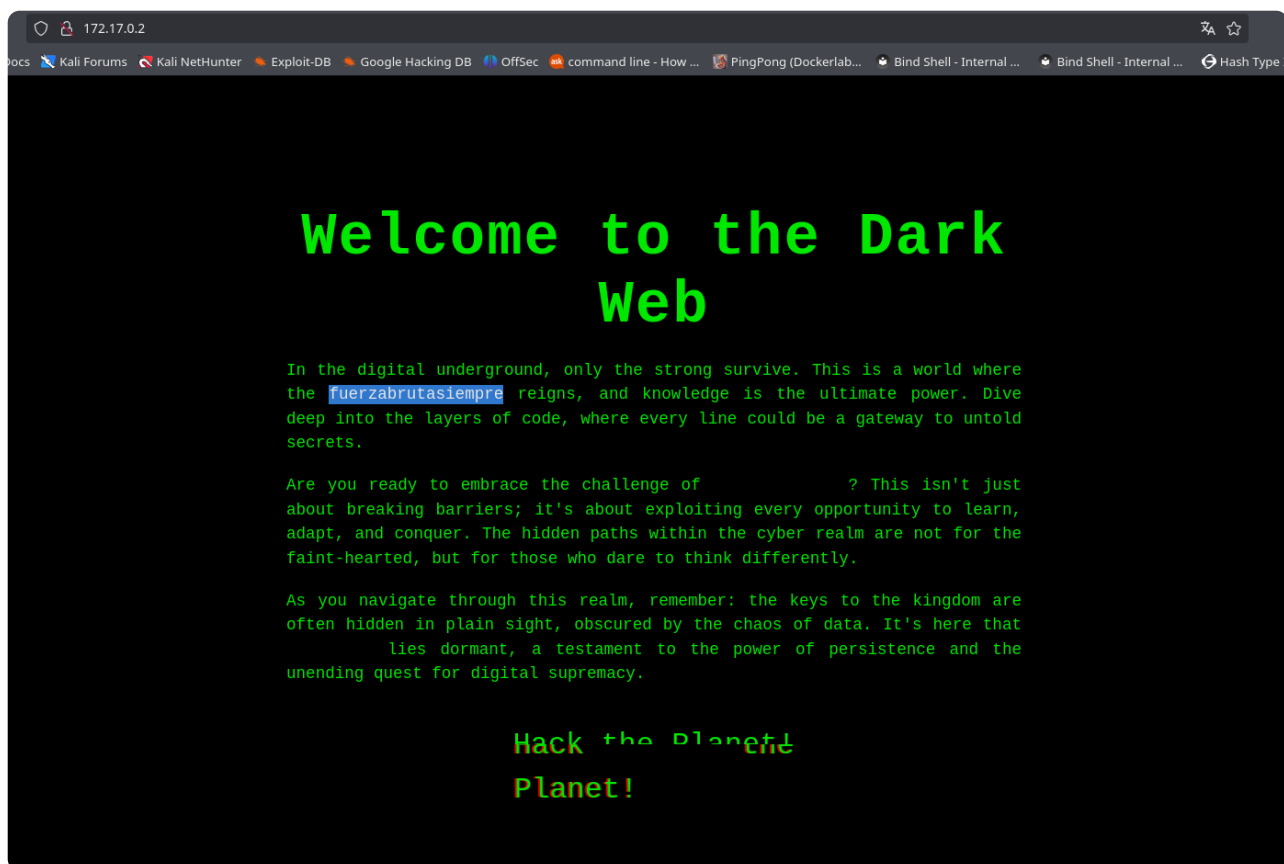 172.17.0.2
ocs Kali Forums Kali NetHunter Exploit-DB Google Hacking DB OffSec command line - How ... PingPong (Dockerlab... Bind Shell - Internal ... Bind Shell - Internal ... Hash Type
Welcome to the Dark
Web
In the digital underground, only the strong survive. This is a world where
the fuerzabrutasiempre reigns, and knowledge is the ultimate power. Dive
deep into the layers of code, where every line could be a gateway to untold
secrets.
Are you ready to embrace the challenge of ? This isn't just
about breaking barriers; it's about exploiting every opportunity to learn,
adapt, and conquer. The hidden paths within the cyber realm are not for the
faint-hearted, but for those who dare to think differently.
As you navigate through this realm, remember: the keys to the kingdom are
often hidden in plain sight, obscured by the chaos of data. It's here that
lies dormant, a testament to the power of persistence and the
unending quest for digital supremacy.
Hack the Planet!
Planet!